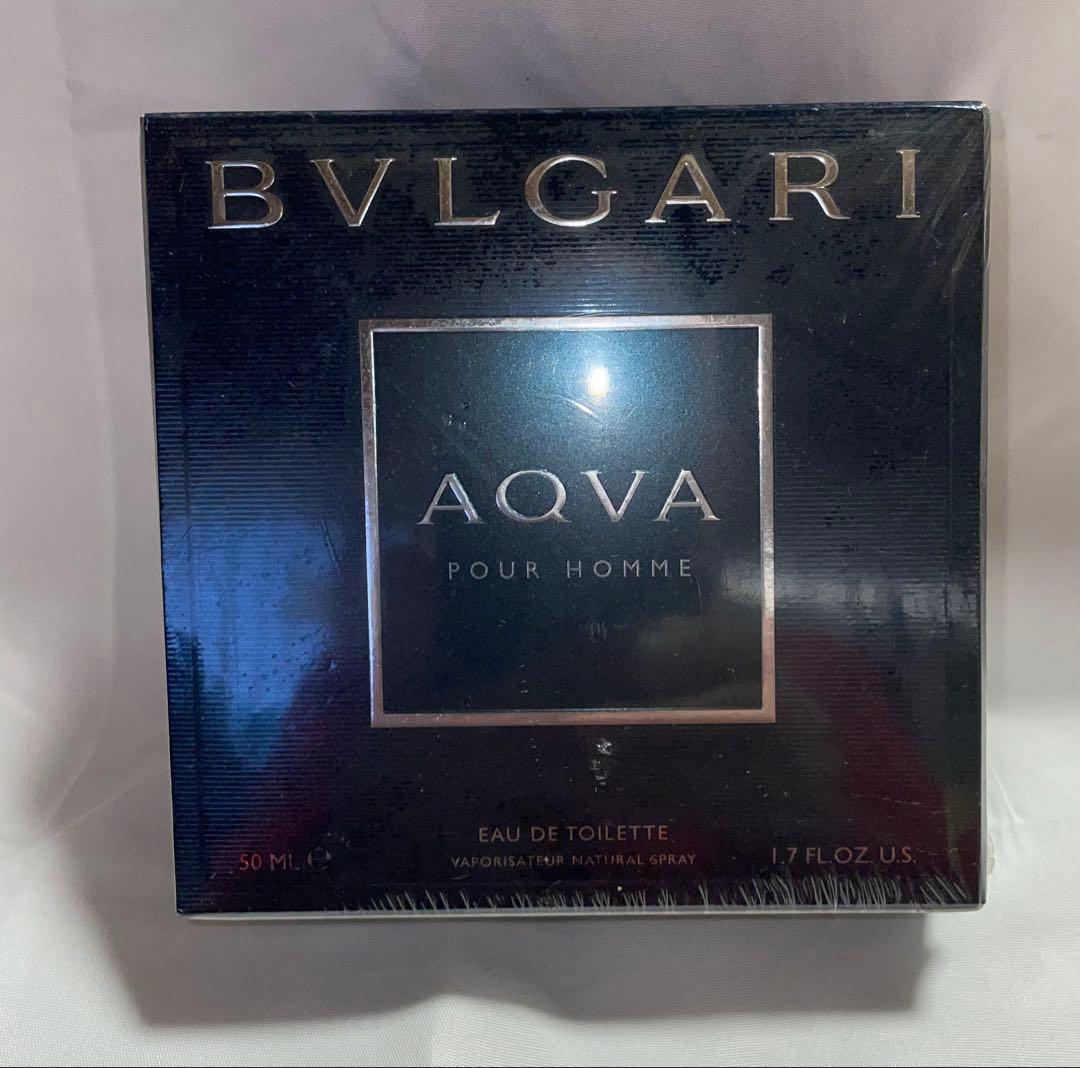 BVLGARI
AQVA
POUR HOMME
EAU DE TOILETTE
50 ML ℮ VAPORISATEUR NATURAL SPRAY 1.7 FL.OZ. U.S.